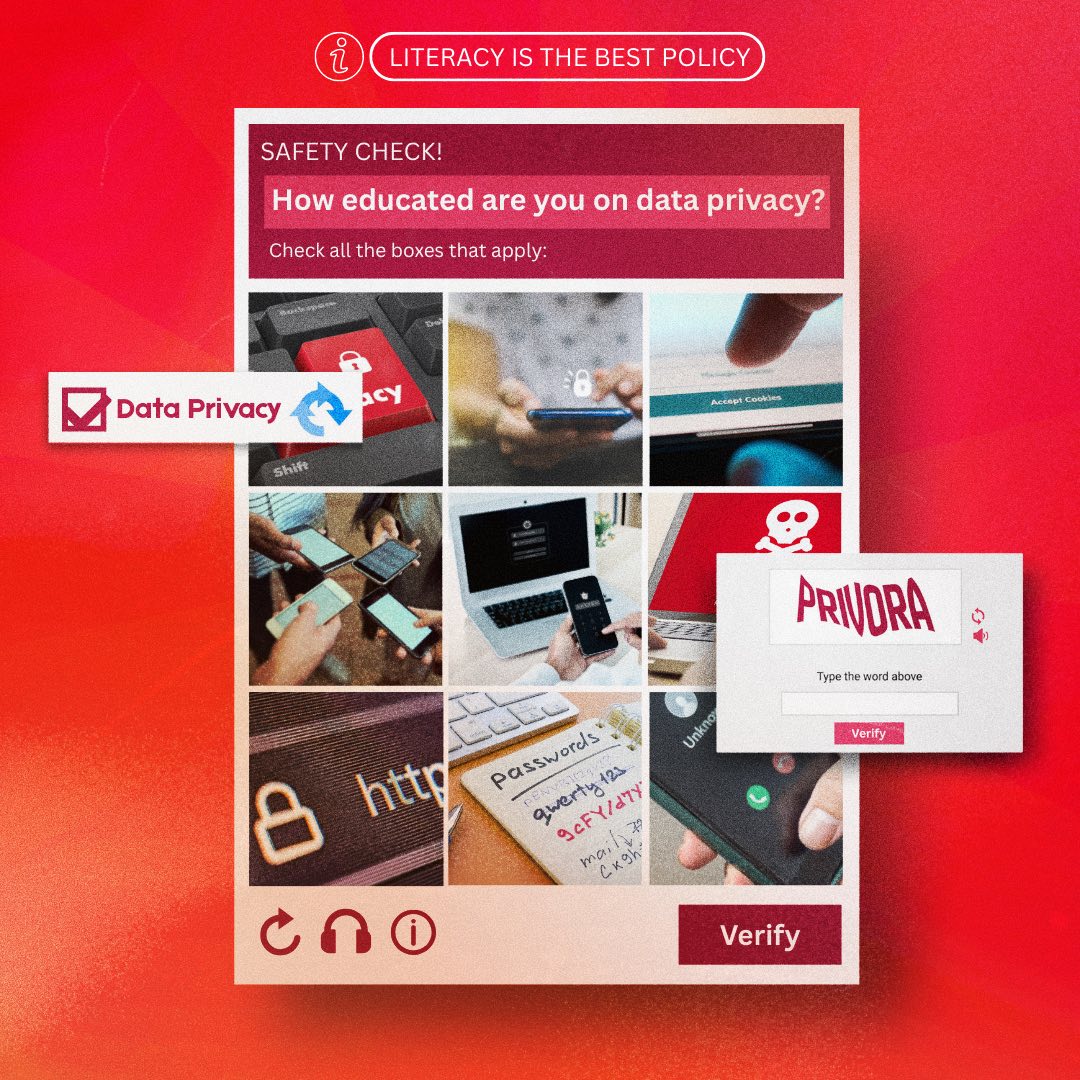 LITERACY IS THE BEST POLICY
SAFETY CHECK!
How educated are you on data privacy?
Check all the boxes that apply:
Backspace
acy
Shift
Data Privacy
Accept Cookies
PRIVORA
Type the word above
Verify
http
passwords
qwerty123
gcFY/d7Y
mail
Ckgh
Unkno
Verify